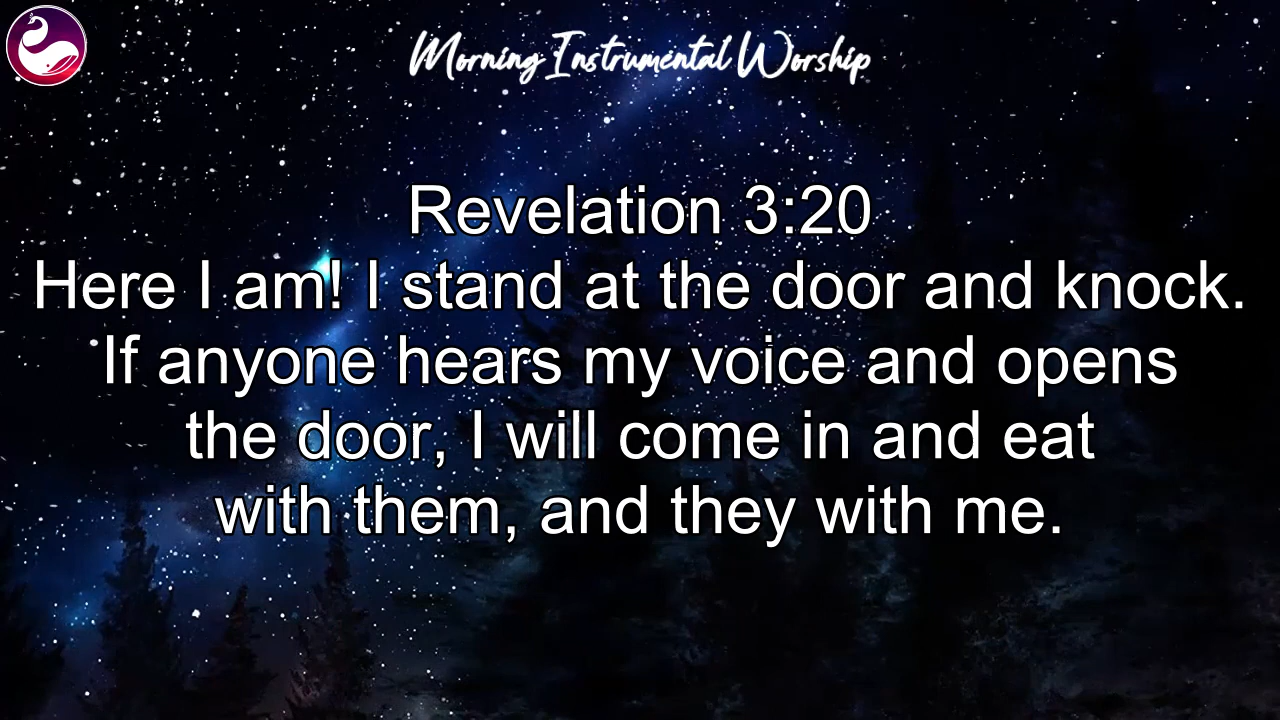 Morning Instrumental Worship
Revelation 3:20
Here I am! I stand at the door and knock.
If anyone hears my voice and opens
the door, I will come in and eat
with them, and they with me.